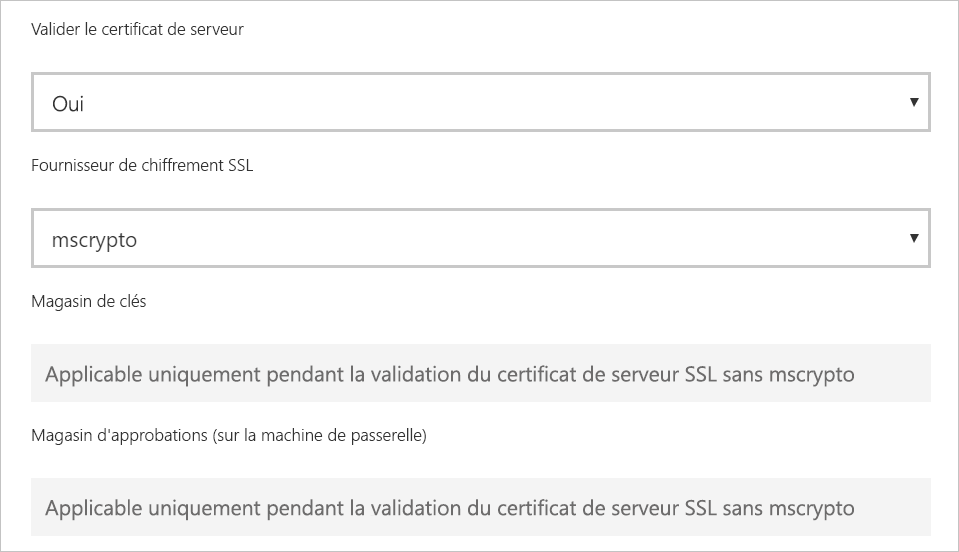 Valider le certificat de serveur
Oui
Fournisseur de chiffrement SSL
mscrypto
Magasin de clés
Applicable uniquement pendant la validation du certificat de serveur SSL sans mscrypto
Magasin d'approbations (sur la machine de passerelle)
Applicable uniquement pendant la validation du certificat de serveur SSL sans mscrypto